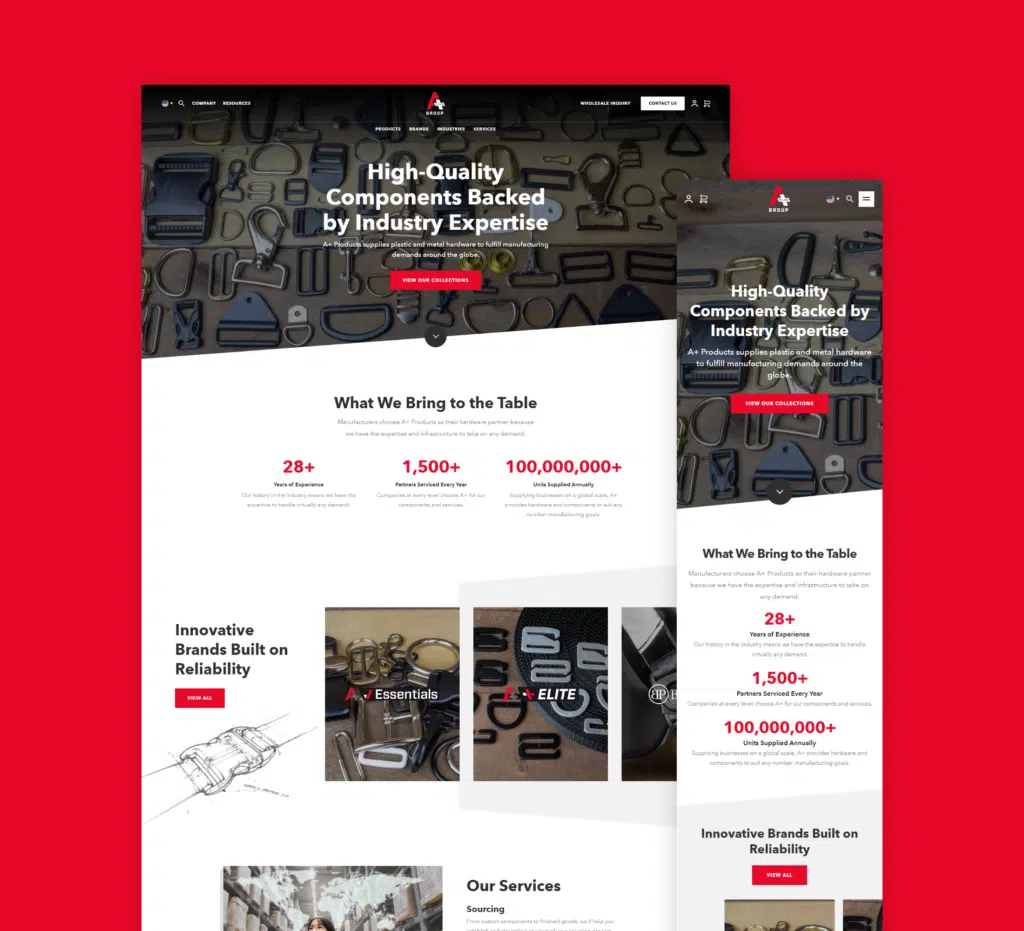 COMPANY RESOURCES
A+
GROUP
WHOLESALE INQUIRY
CONTACT US
PRODUCTS BRANDS INDUSTRIES SERVICES
High-Quality
Components Backed
by Industry Expertise
A+ Products supplies plastic and metal hardware to fulfill manufacturing
demands around the globe.
VIEW OUR COLLECTIONS
What We Bring to the Table
Manufacturers choose A+ Products as their hardware partner because
we have the expertise and infrastructure to take on any demand.
28+
Years of Experience
Our history in the industry means we have the
expertise to handle virtually any demand.
1,500+
Partners Serviced Every Year
Companies at every level choose A+ for our
components and services.
100,000,000+
Units Supplied Annually
Supplying businesses on a global scale, A+
provides hardware and components to suit any
number manufacturing goals.
Innovative
Brands Built on
Reliability
VIEW ALL
A+ Essentials
A+ ELITE
BP B
Our Services
Sourcing
From custom components to finished goods, we'll help you
A+
GROUP
High-Quality
Components Backed by
Industry Expertise
A+ Products supplies plastic and metal hardware
to fulfill manufacturing demands around the
globe.
VIEW OUR COLLECTIONS
What We Bring to the Table
Manufacturers choose A+ Products as their hardware partner
because we have the expertise and infrastructure to take on
any demand.
28+
Years of Experience
Our history in the industry means we have the expertise to handle
virtually any demand.
1,500+
Partners Serviced Every Year
Companies at every level choose A+ for our components and services.
100,000,000+
Units Supplied Annually
Supplying businesses on a global scale, A+ provides hardware and
components to suit any number manufacturing goals.
Innovative Brands Built on
Reliability
VIEW ALL